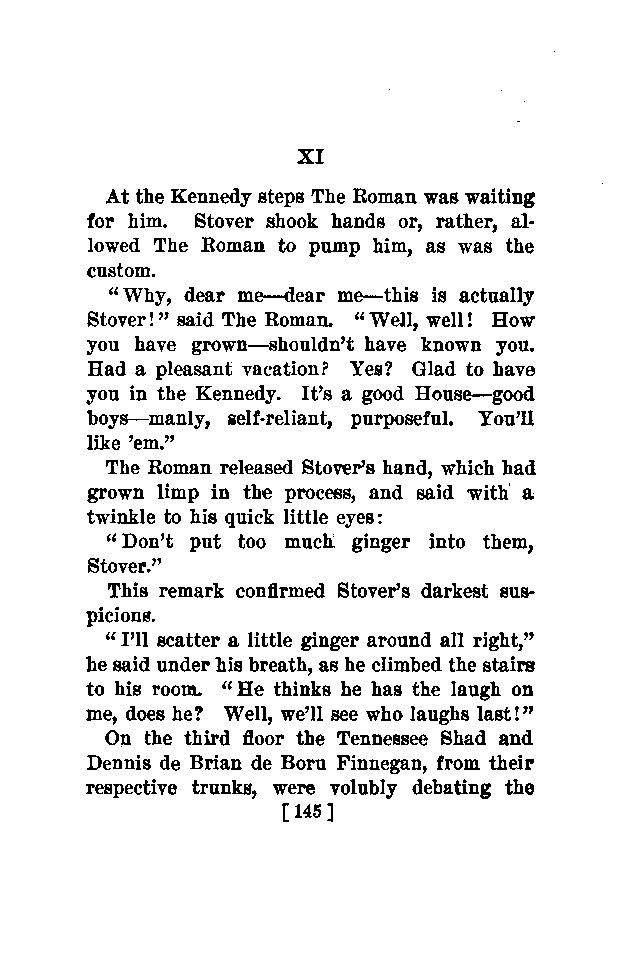 XI
At the Kennedy steps The Roman was waiting
for him. Stover shook hands or, rather, al-
lowed The Roman to pump him, as was the
custom.
“Why, dear me—dear me—this is actually
Stover!” said The Roman. “Well, well! How
you have grown—shouldn’t have known you.
Had a pleasant vacation? Yes? Glad to have
you in the Kennedy. It’s a good House—good
boys—manly, self-reliant, purposeful. You’ll
like ’em.”
The Roman released Stover’s hand, which had
grown limp in the process, and said with a
twinkle to his quick little eyes:
“Don’t put too much ginger into them,
Stover.”
This remark confirmed Stover’s darkest sus-
picions.
“I’ll scatter a little ginger around all right,”
he said under his breath, as he climbed the stairs
to his room. “He thinks he has the laugh on
me, does he? Well, we’ll see who laughs last!”
On the third floor the Tennessee Shad and
Dennis de Brian de Boru Finnegan, from their
respective trunks, were volubly debating the
[145]